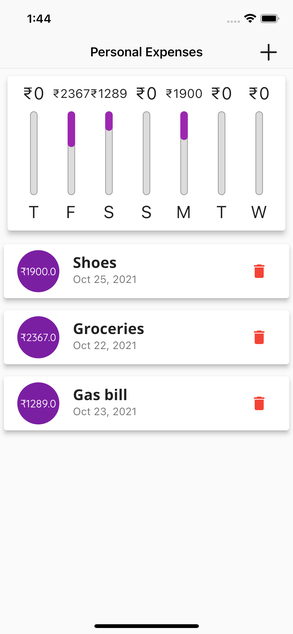 1:44
Personal Expenses
₹0 ₹2367 ₹1289 ₹0 ₹1900 ₹0 ₹0
T F S S M T W
₹1900.0 Shoes
Oct 25, 2021
₹2367.0 Groceries
Oct 22, 2021
₹1289.0 Gas bill
Oct 23, 2021